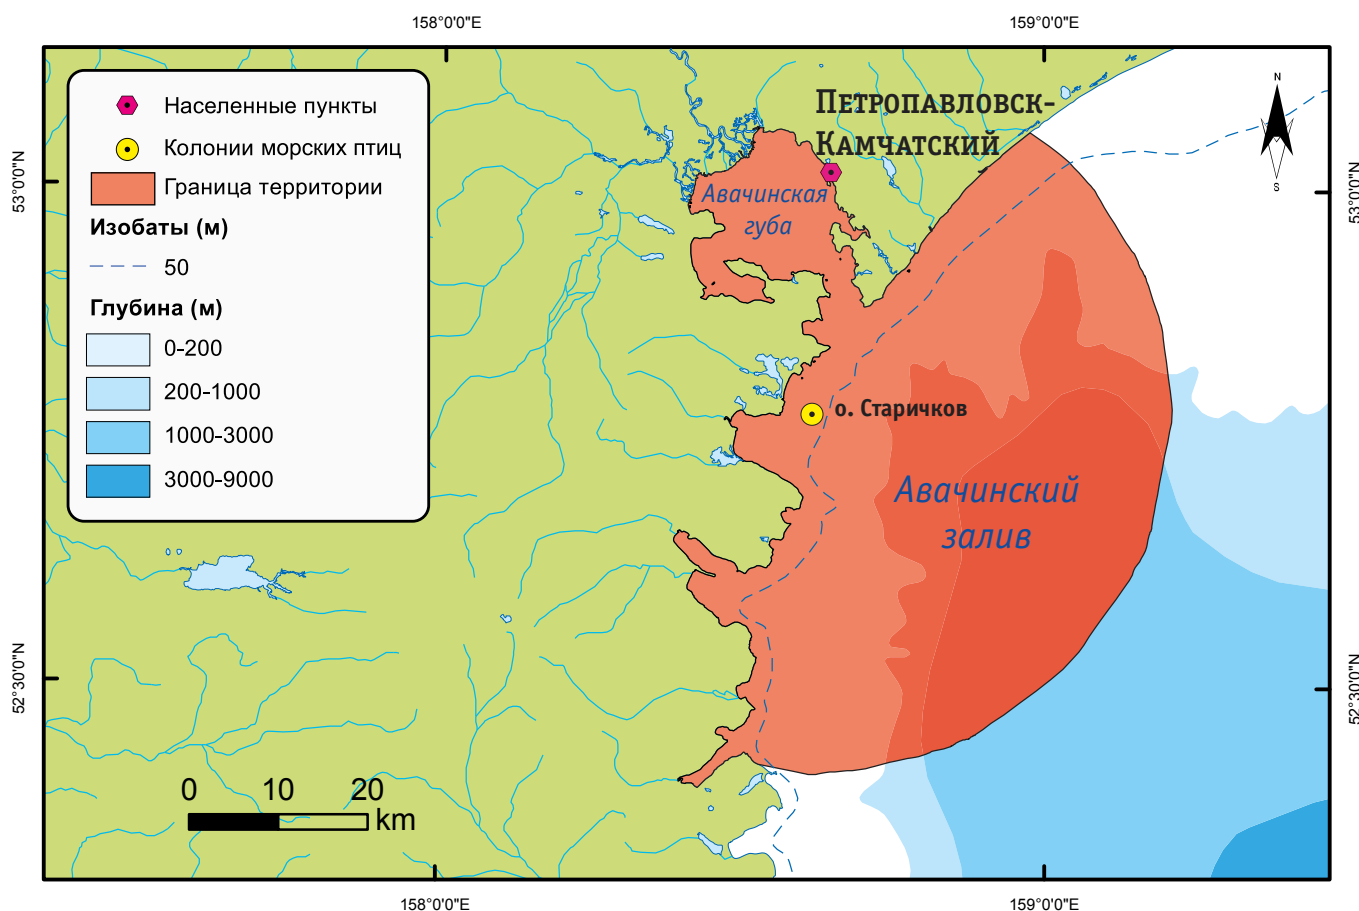 158°0'0"E
159°0'0"E
Населенные пункты
Колонии морских птиц
Граница территории
Изобаты (м)
50
Глубина (м)
0-200
200-1000
1000-3000
3000-9000
ПЕТРОПАВЛОВСК-
КАМЧАТСКИЙ
Авачинская
губа
N
S
53°0'0"N
53°0'0"N
о. Старичков
Авачинский
залив
52°30'0"N
52°30'0"N
0 10 20
km
158°0'0"E
159°0'0"E